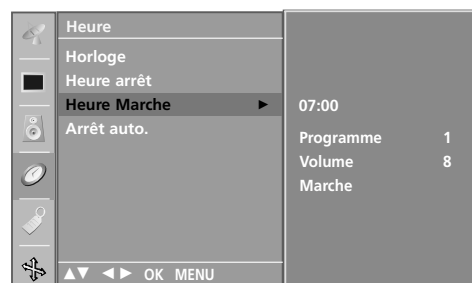 Heure
Horloge
Heure arrêt
Heure Marche ►
Arrêt auto.
▲▼ ◄► OK MENU
07:00
Programme 1
Volume 8
Marche